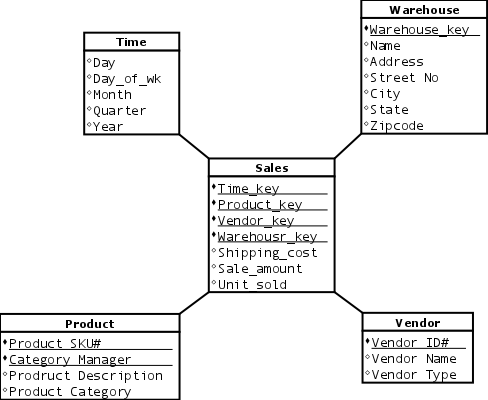 Warehouse
Warehouse_key
Name
Address
Street No
City
State
Zipcode
Time
Day
Day_of_wk
Month
Quarter
Year
Sales
Time_key
Product_key
Vendor_key
Warehousr_key
Shipping_cost
Sale_amount
Unit_sold
Product
Product SKU#
Category Manager
Prodruct Description
Product Category
Vendor
Vendor ID#
Vendor Name
Vendor Type